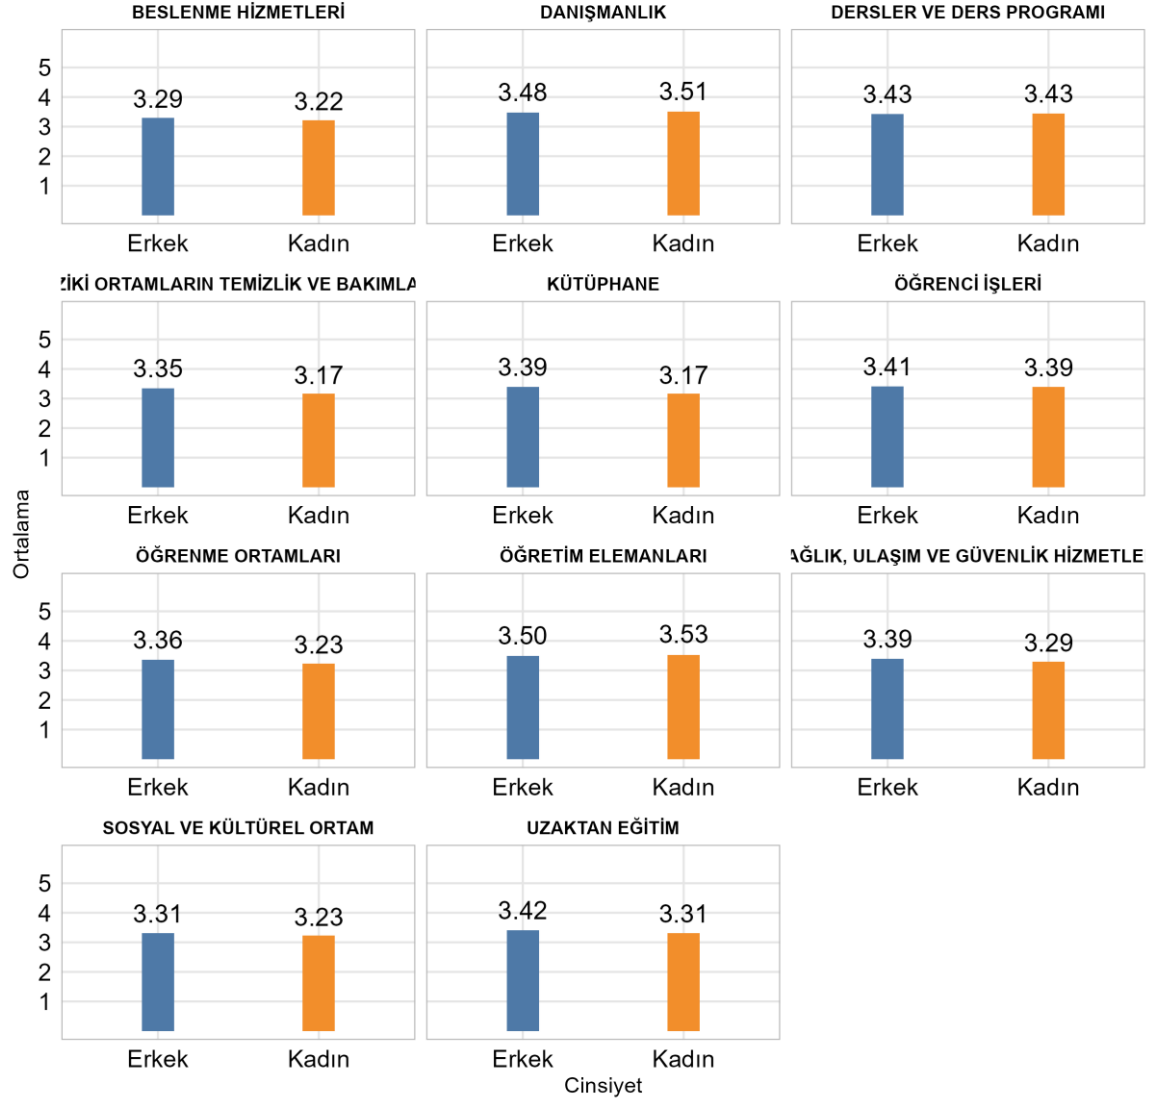 BESLENME HİZMETLERİ
DANIŞMANLIK
DERSLER VE DERS PROGRAMI
5
4
3
2
1
3.29
3.22
3.48
3.51
3.43
3.43
Erkek
Kadın
Erkek
Kadın
Erkek
Kadın
ZİKİ ORTAMLARIN TEMİZLİK VE BAKIMLA
KÜTÜPHANE
ÖĞRENCİ İŞLERİ
5
4
3
2
1
3.35
3.17
3.39
3.17
3.41
3.39
Erkek
Kadın
Erkek
Kadın
Erkek
Kadın
Ortalama
ÖĞRENME ORTAMLARI
ÖĞRETİM ELEMANLARI
AĞLIK, ULAŞIM VE GÜVENLİK HİZMETLE
5
4
3
2
1
3.36
3.23
3.50
3.53
3.39
3.29
Erkek
Kadın
Erkek
Kadın
Erkek
Kadın
SOSYAL VE KÜLTÜREL ORTAM
UZAKTAN EĞİTİM
5
4
3
2
1
3.31
3.23
3.42
3.31
Erkek
Kadın
Erkek
Kadın
Cinsiyet